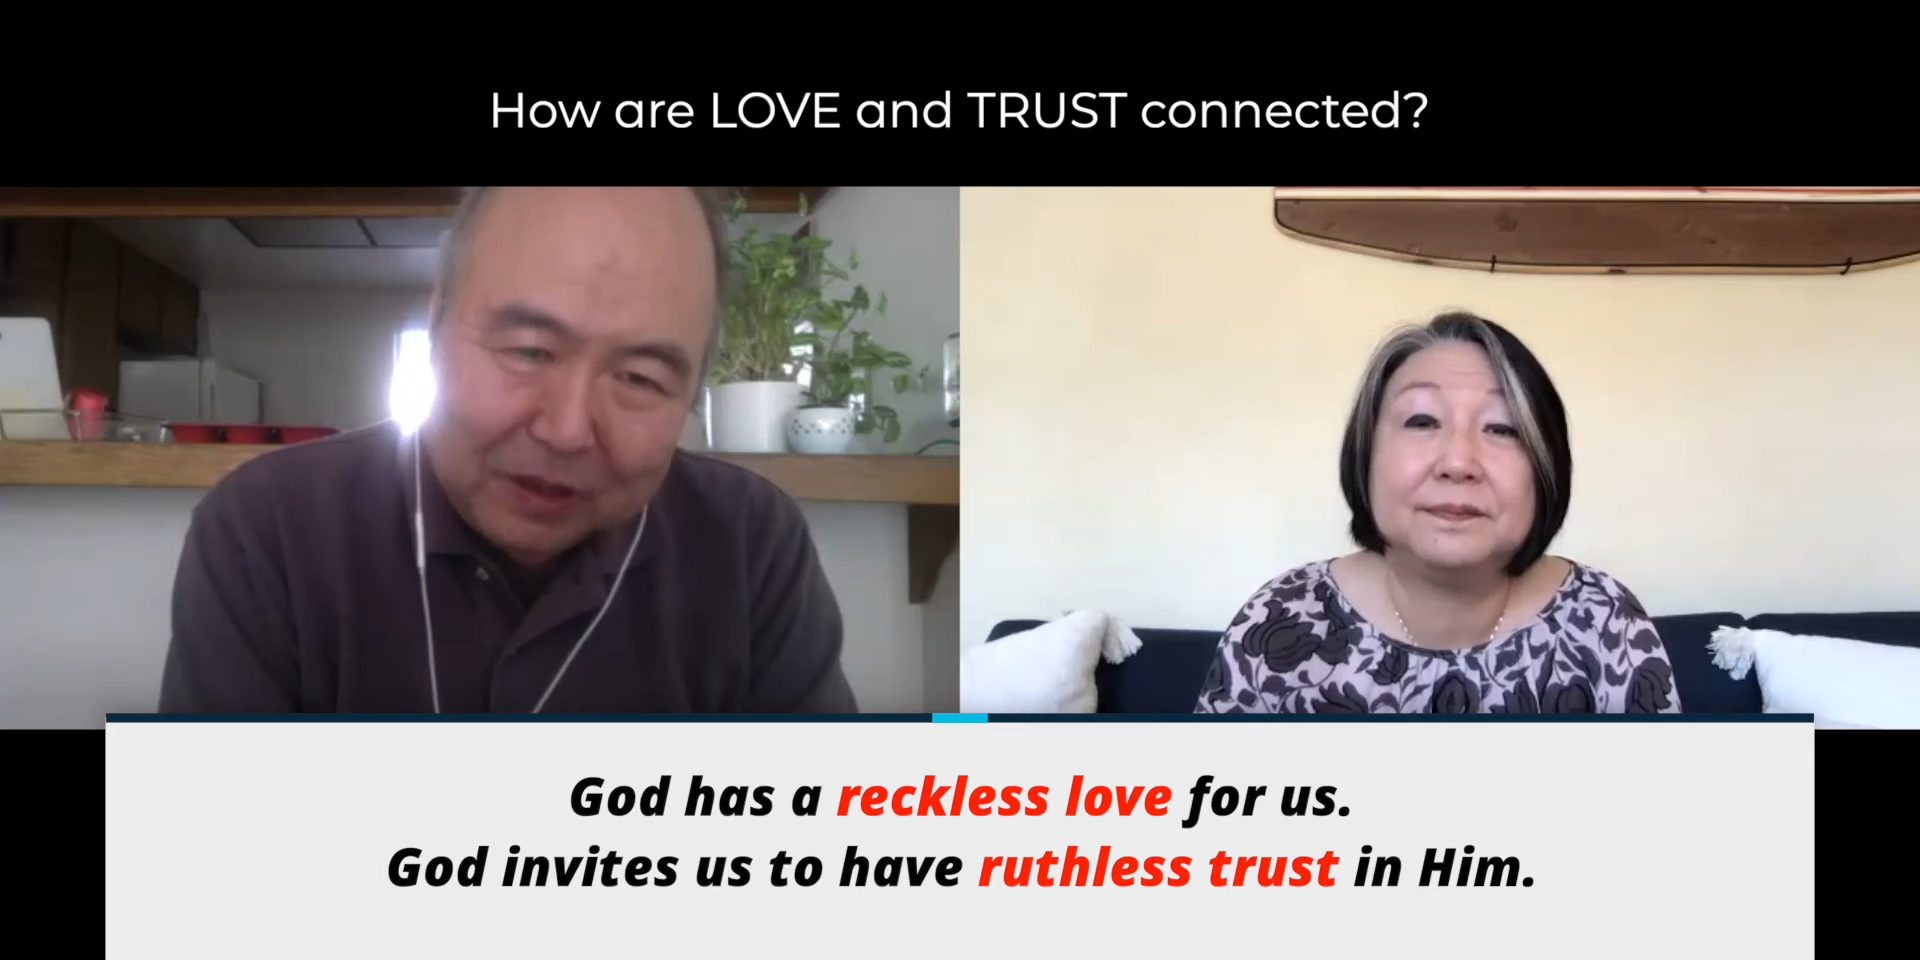 How are LOVE and TRUST connected?
God has a reckless love for us.
God invites us to have ruthless trust in Him.